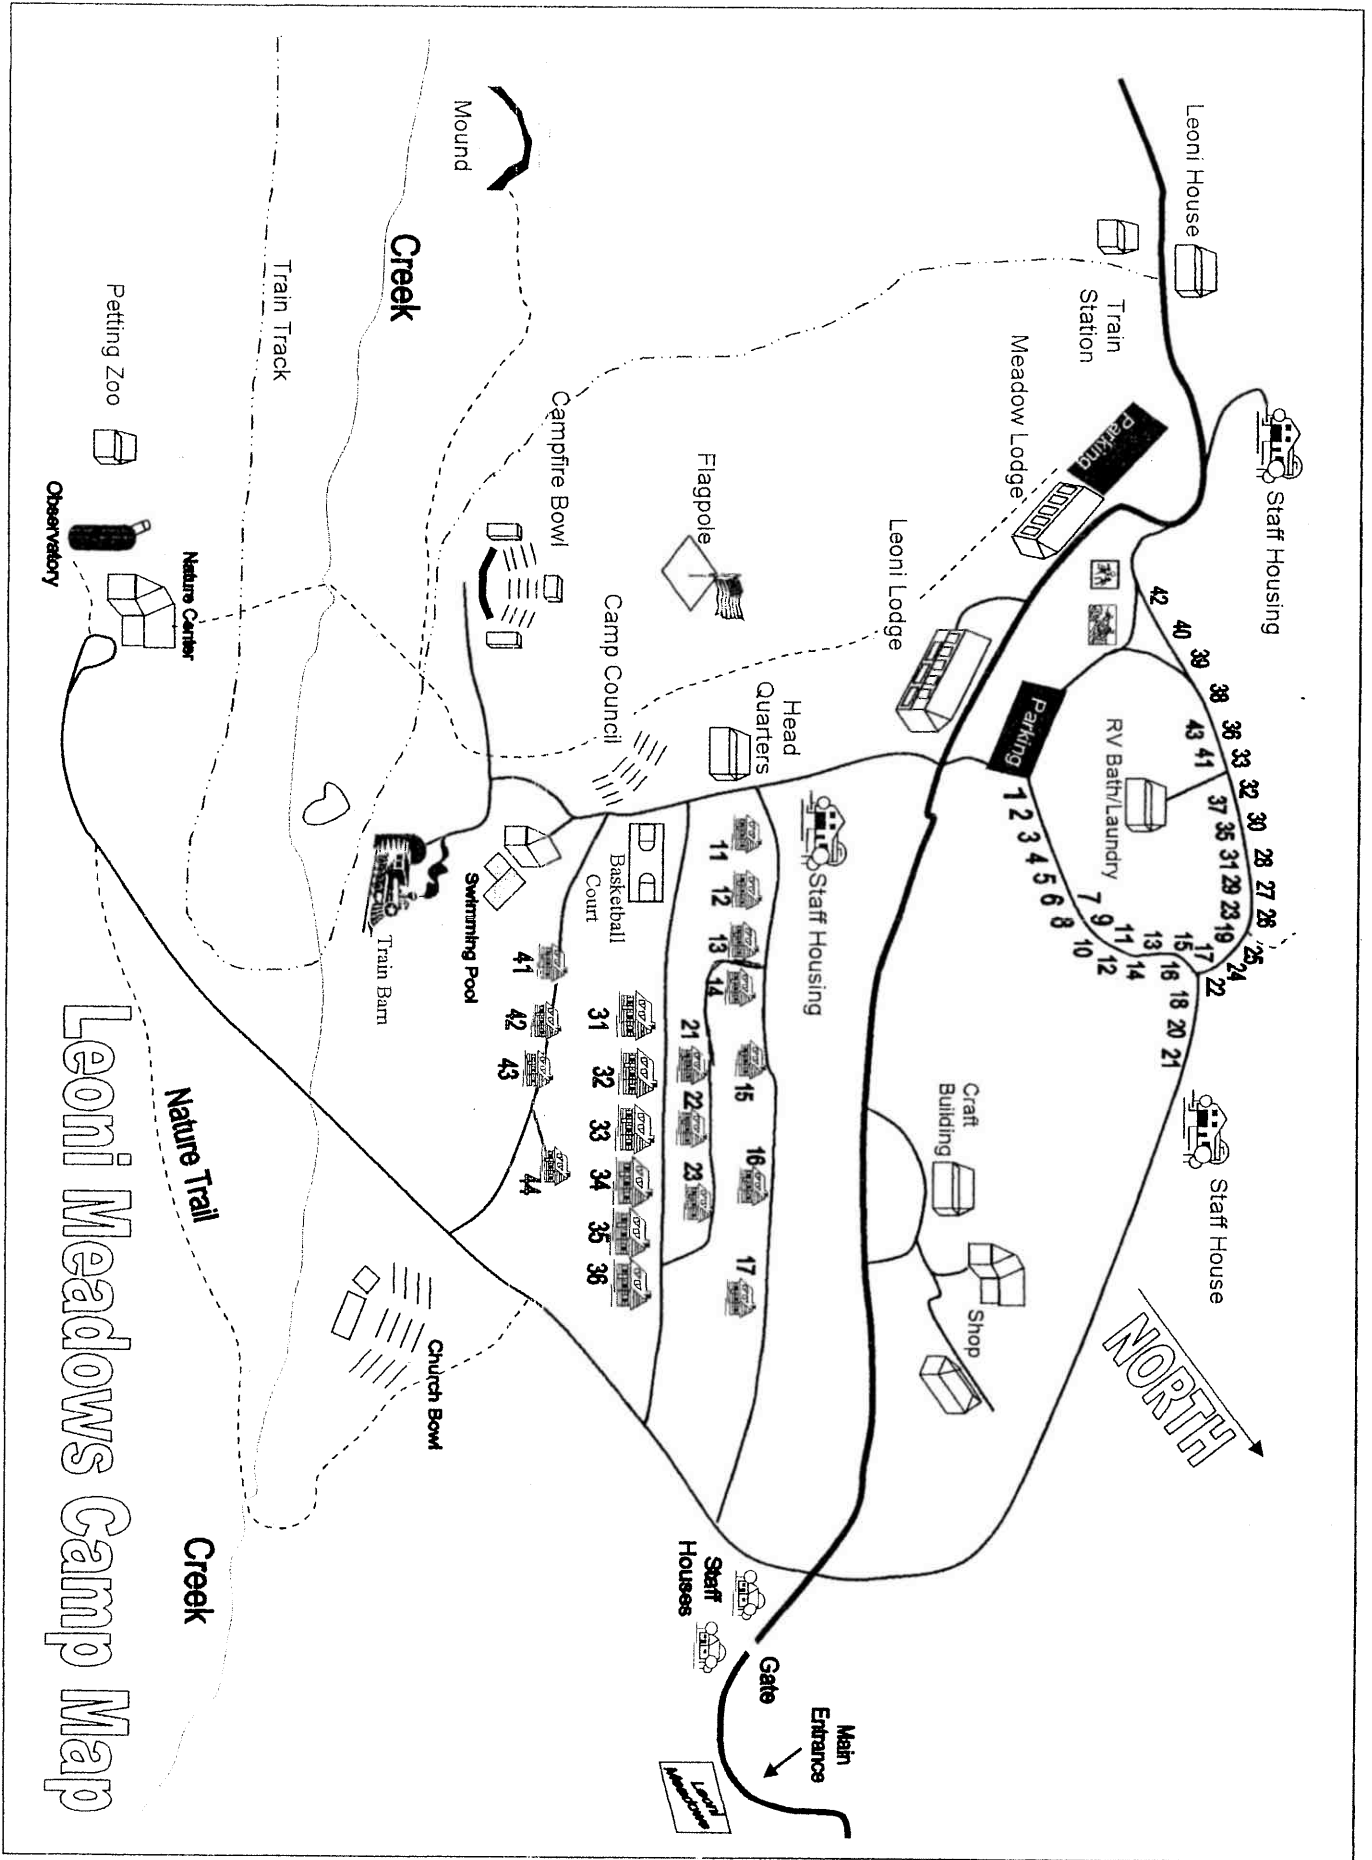 Leoni House
Train
Station
Parking
Meadow Lodge
Staff Housing
Leoni Lodge
Flagpole
Mound
Creek
Campfire Bowl
Camp Council
Head
Quarters
Train Track
Petting Zoo
Observatory
Nature Center
42
40
39
38
36
33
32
30
28
27
26
25
24
22
43
41
37
35
31
29
23
19
17
15
13
11
9
7
RV Bath/Laundry
Parking
1
2
3
4
5
6
8
10
12
14
16
18
20
21
Staff House
NORTH
Staff Housing
11
12
13
14
15
16
17
21
22
23
Basketball
Court
31
32
33
34
35
36
Swimming Pool
41
42
43
44
Train Barn
Craft
Building
Shop
Nature Trail
Church Bowl
Creek
Staff
Houses
Gate
Main
Entrance
Leoni
Meadows
Leoni Meadows Camp Map